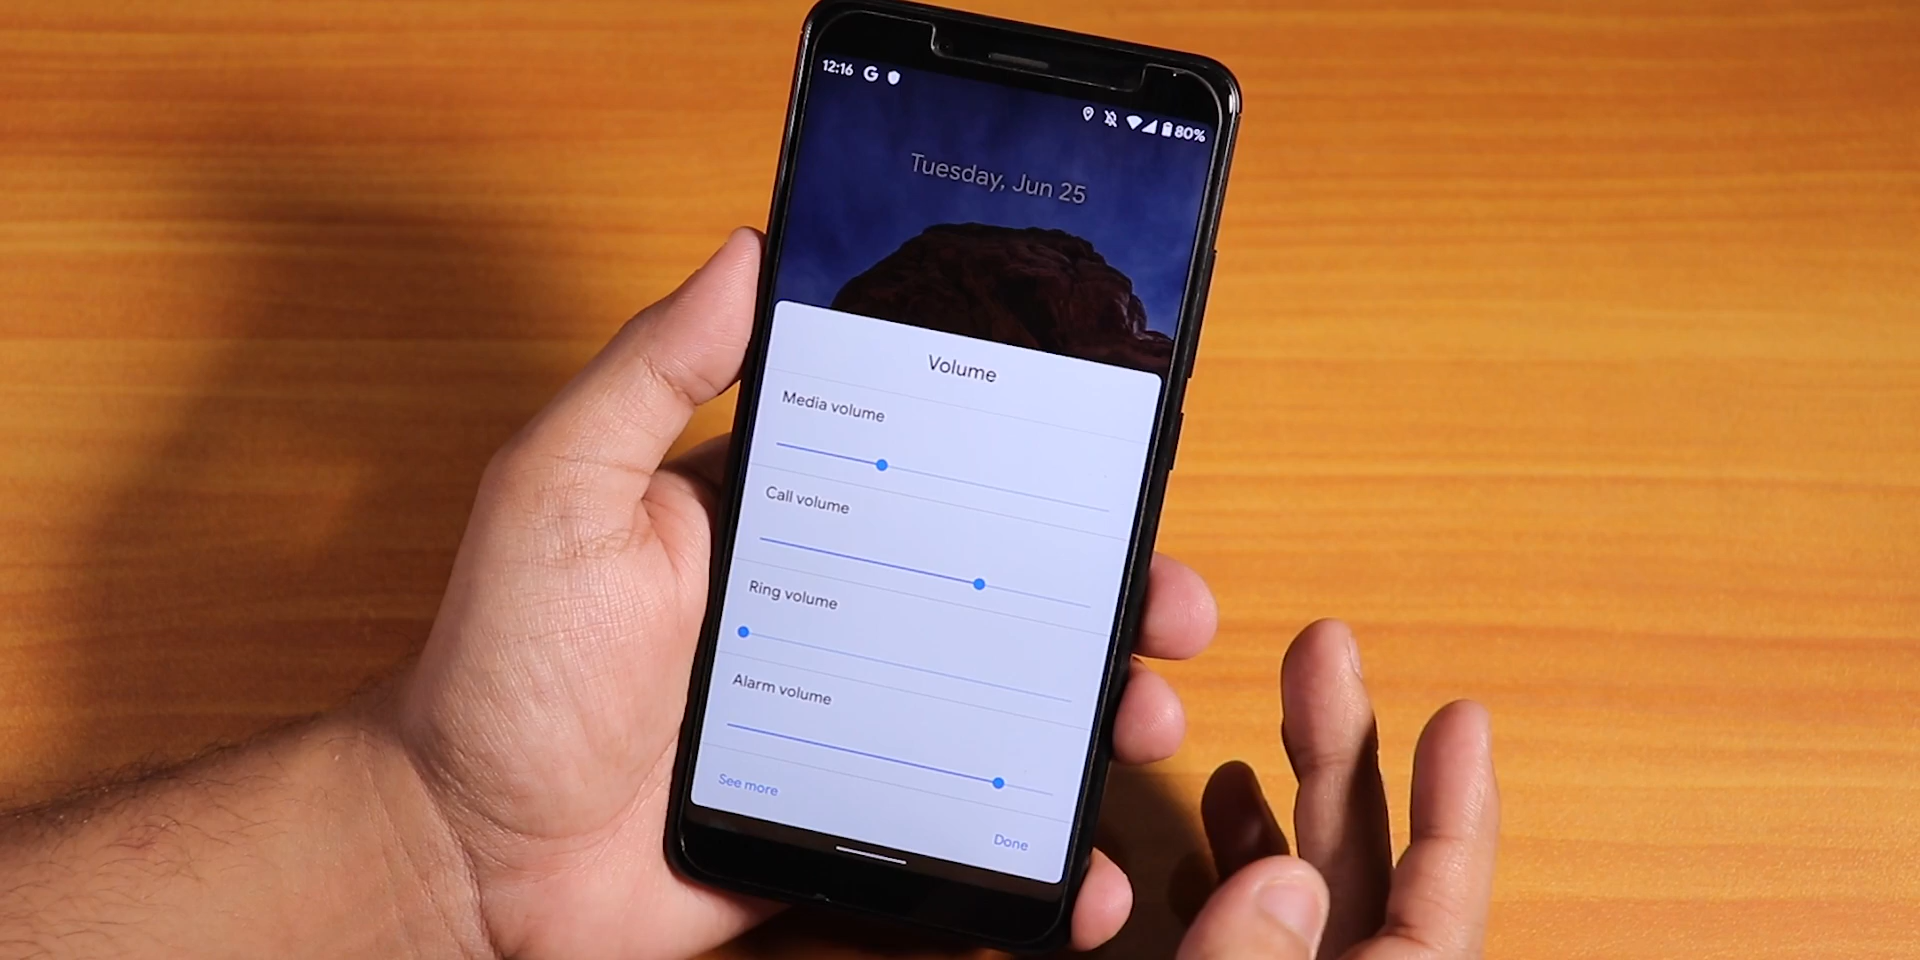 12:16 G
80%
Tuesday, Jun 25
Volume
Media volume
Call volume
Ring volume
Alarm volume
See more
Done